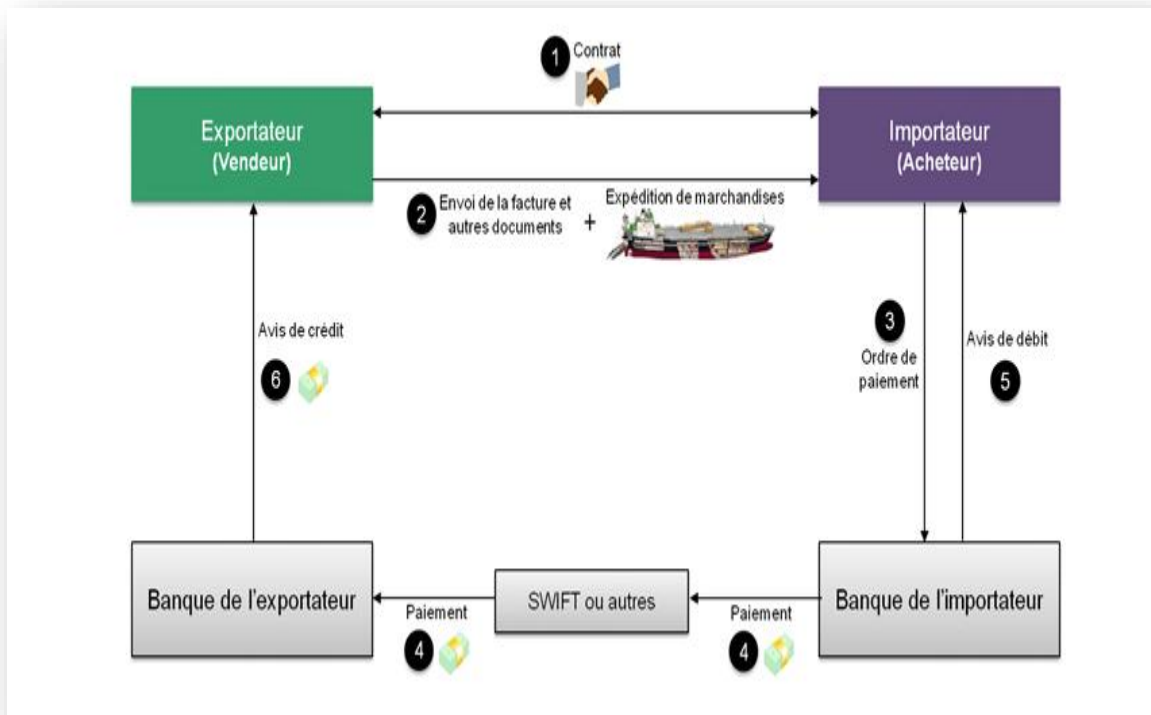 1 Contrat
Exportateur
(Vendeur)
Importateur
(Acheteur)
2 Envoi de la facture et
autres documents
+
Expédition de marchandises
3
Ordre de
paiement
Avis de débit
5
Avis de crédit
6
Banque de l'exportateur
Paiement
4
SWIFT ou autres
Paiement
4
Banque de l'importateur